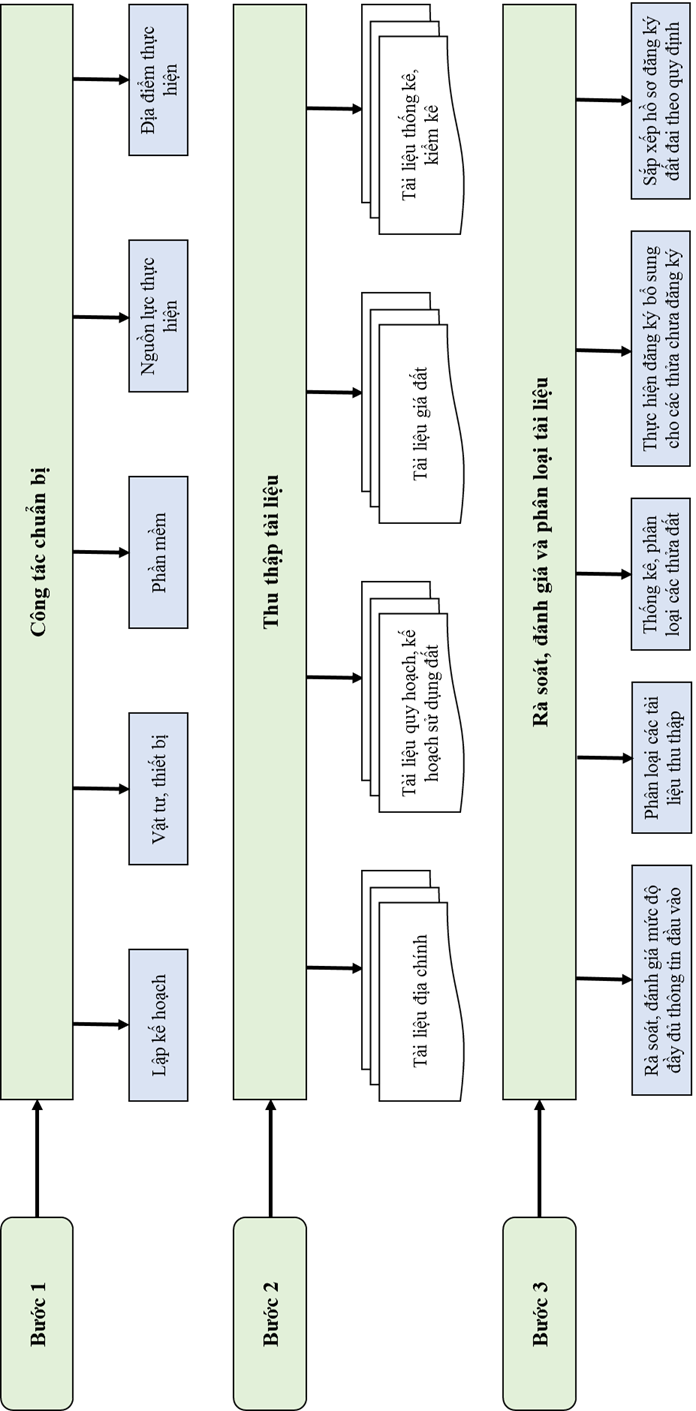 Bước 1
Công tác chuẩn bị
Lập kế hoạch
Vật tư, thiết bị
Phần mềm
Nguồn lực thực
hiện
Địa điểm thực
hiện
Bước 2
Thu thập tài liệu
Tài liệu địa chính
Tài liệu quy hoạch, kế
hoạch sử dụng đất
Tài liệu giá đất
Tài liệu thống kê,
kiểm kê
Bước 3
Rà soát, đánh giá và phân loại tài liệu
Rà soát, đánh giá mức độ
đầy đủ thông tin đầu vào
Phân loại các tài
liệu thu thập
Thống kê, phân
loại các thửa đất
Thực hiện đăng ký bổ sung
cho các thửa chưa đăng ký
Sắp xếp hồ sơ đăng ký
đất đai theo quy định